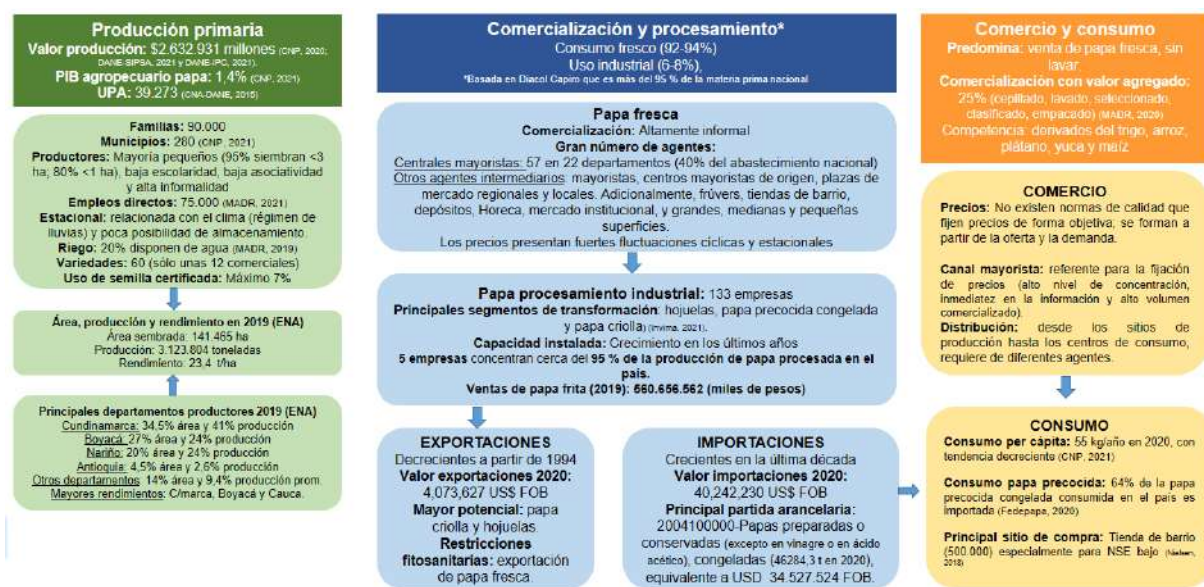 Producción primaria
Valor producción: $2.632.931 millones (CNP, 2020;
DANE-SIPSA, 2021 y DANE-IPC, 2021).
PIB agropecuario papa: 1,4% (CNP, 2021)
UPA: 39.273 (CNA-DANE, 2015)
Familias: 90.000
Municipios: 280 (CNP, 2021)
Productores: Mayoría pequeños (95% siembran <3
ha; 80% <1 ha), baja escolaridad, baja asociatividad
y alta informalidad
Empleos directos: 75.000 (MADR, 2021)
Estacional: relacionada con el clima (régimen de
lluvias) y poca posibilidad de almacenamiento.
Riego: 20% disponen de agua (MADR, 2019)
Variedades: 60 (sólo unas 12 comerciales)
Uso de semilla certificada: Máximo 7%
Área, producción y rendimiento en 2019 (ENA)
Área sembrada: 141.465 ha
Producción: 3.123.804 toneladas
Rendimiento: 23,4 t/ha
Principales departamentos productores 2019 (ENA)
Cundinamarca: 34,5% área y 41% producción
Boyacá: 27% área y 24% producción
Nariño: 20% área y 24% producción
Antioquia: 4,5% área y 2,6% producción
Otros departamentos: 14% área y 9,4% producción prom.
Mayores rendimientos: C/marca, Boyacá y Cauca.
Comercialización y procesamiento*
Consumo fresco (92-94%)
Uso industrial (6-8%),
*Basada en Diacol Capiro que es más del 95 % de la materia prima nacional
Papa fresca
Comercialización: Altamente informal
Gran número de agentes:
Centrales mayoristas: 57 en 22 departamentos (40% del abastecimiento nacional)
Otros agentes intermediarios: mayoristas, centros mayoristas de origen, plazas de
mercado regionales y locales. Adicionalmente, frúvers, tiendas de barrio,
depósitos, Horeca, mercado institucional, y grandes, medianas y pequeñas
superficies.
Los precios presentan fuertes fluctuaciones cíclicas y estacionales
Papa procesamiento industrial: 133 empresas
Principales segmentos de transformación: hojuelas, papa precocida congelada
y papa criolla (Invima, 2021).
Capacidad instalada: Crecimiento en los últimos años
5 empresas concentran cerca del 95 % de la producción de papa procesada en el
país.
Ventas de papa frita (2019): 560.656.562 (miles de pesos)
EXPORTACIONES
Decrecientes a partir de 1994
Valor exportaciones 2020:
4,073,627 US$ FOB
Mayor potencial: papa
criolla y hojuelas
Restricciones
fitosanitarias: exportación
de papa fresca.
IMPORTACIONES
Crecientes en la última década
Valor importaciones 2020:
40,242,230 US$ FOB
Principal partida arancelaria:
2004100000-Papas preparadas o
conservadas (excepto en vinagre o en ácido
acético), congeladas (46284,3 t en 2020),
equivalente a USD 34.527.524 FOB.
Comercio y consumo
Predomina: venta de papa fresca, sin
lavar.
Comercialización con valor agregado:
25% (cepillado, lavado, seleccionado,
clasificado, empacado) (MADR, 2020)
Competencia: derivados del trigo, arroz,
plátano, yuca y maíz
COMERCIO
Precios: No existen normas de calidad que
fijen precios de forma objetiva; se forman a
partir de la oferta y la demanda.
Canal mayorista: referente para la fijación
de precios (alto nivel de concentración,
inmediatez en la información y alto volumen
comercializado).
Distribución: desde los sitios de
producción hasta los centros de consumo,
requiere de diferentes agentes.
CONSUMO
Consumo per cápita: 55 kg/año en 2020, con
tendencia decreciente (CNP, 2021)
Consumo papa precocida: 64% de la papa
precocida congelada consumida en el país es
importada (Fedepapa, 2020)
Principal sitio de compra: Tienda de barrio
(500.000) especialmente para NSE bajo (Nielsen,
2018)